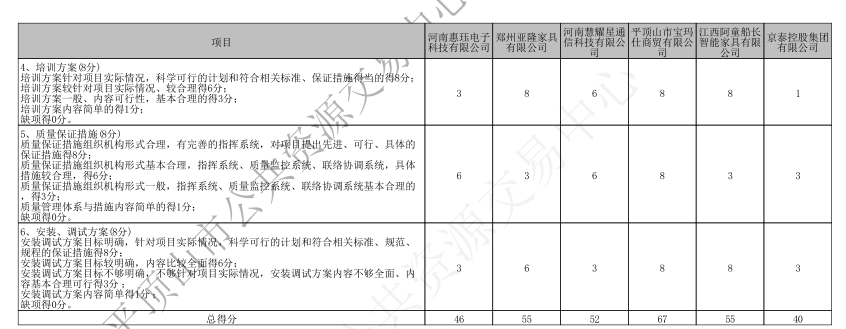 项目
河南惠珏电子
科技有限公司
郑州亚隆家具
有限公司
河南慧耀星通
信科技有限公
司
平顶山市宝玛
仕商贸有限公
司
江西阿童船长
智能家具有限
公司
京泰控股集团
有限公司
4、培训方案(8分)
培训方案针对项目实际情况，科学可行的计划和符合相关标准、保证措施得当的得8分；
培训方案较针对项目实际情况、较合理得6分；
培训方案一般、内容可行性，基本合理的得3分；
培训方案内容简单的得1分；
缺项得0分。
3 8 6 8 8 1
5、质量保证措施(8分)
质量保证措施组织机构形式合理，有完善的指挥系统，对项目提出先进、可行、具体的
保证措施得8分；
质量保证措施组织机构形式基本合理，指挥系统、质量监控系统、联络协调系统，具体
措施较合理，得6分；
质量保证措施组织机构形式一般，指挥系统、质量监控系统、联络协调系统基本合理的
，得3分；
质量管理体系与措施内容简单的得1分；
缺项得0分。
6 3 6 8 3 3
6、安装、调试方案(8分)
安装调试方案目标明确，针对项目实际情况、科学可行的计划和符合相关标准、规范、
规程的保证措施得8分；
安装调试方案目标较明确，内容比较全面得6分；
安装调试方案目标不够明确，不够针对项目实际情况，安装调试方案内容不够全面、内
容基本合理可行得3分；
安装调试方案内容简单得1分；
缺项得0分。
3 6 3 8 8 3
总得分 46 55 52 67 55 40
平顶山市公共资源交易中心
公共资源交易中心